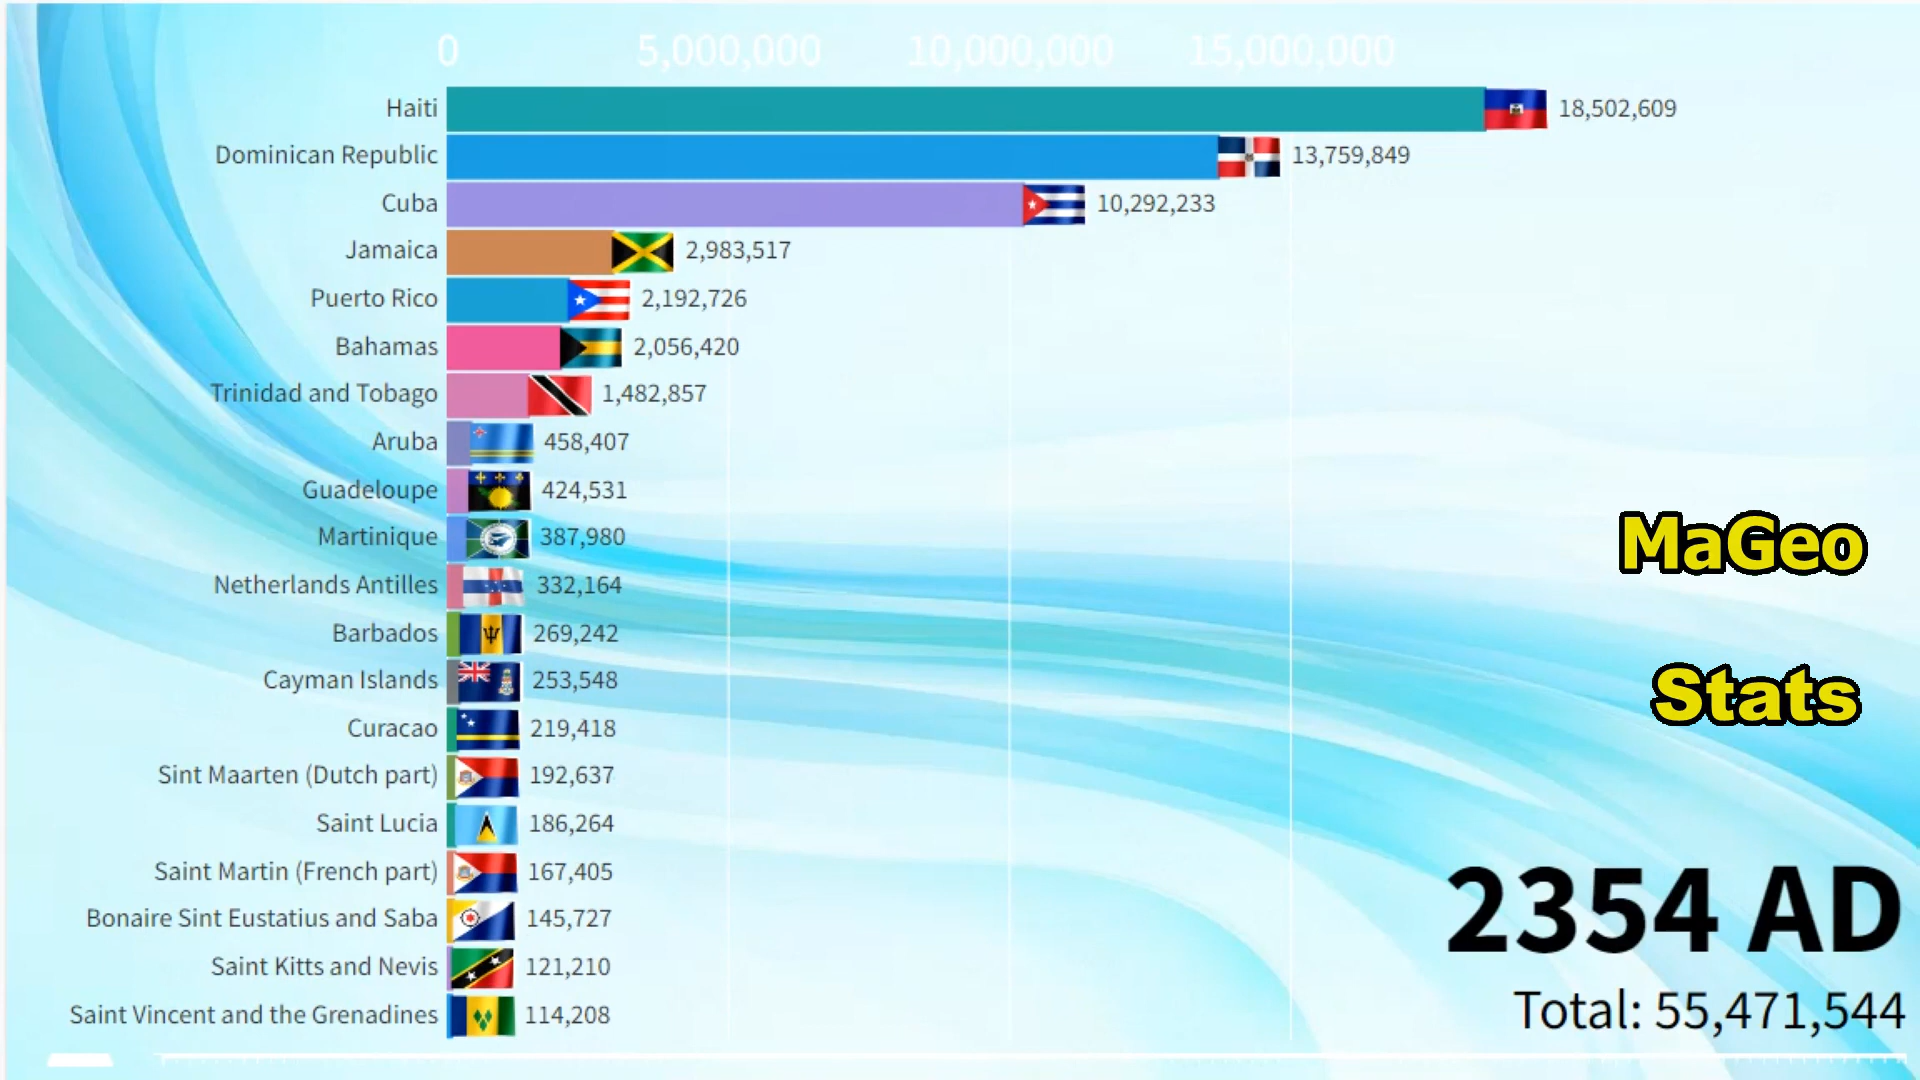 0 5,000,000 10,000,000 15,000,000
Haiti 18,502,609
Dominican Republic 13,759,849
Cuba 10,292,233
Jamaica 2,983,517
Puerto Rico 2,192,726
Bahamas 2,056,420
Trinidad and Tobago 1,482,857
Aruba 458,407
Guadeloupe 424,531
Martinique 387,980
Netherlands Antilles 332,164
Barbados 269,242
Cayman Islands 253,548
Curacao 219,418
Sint Maarten (Dutch part) 192,637
Saint Lucia 186,264
Saint Martin (French part) 167,405
Bonaire Sint Eustatius and Saba 145,727
Saint Kitts and Nevis 121,210
Saint Vincent and the Grenadines 114,208
MaGeo
Stats
2354 AD
Total: 55,471,544